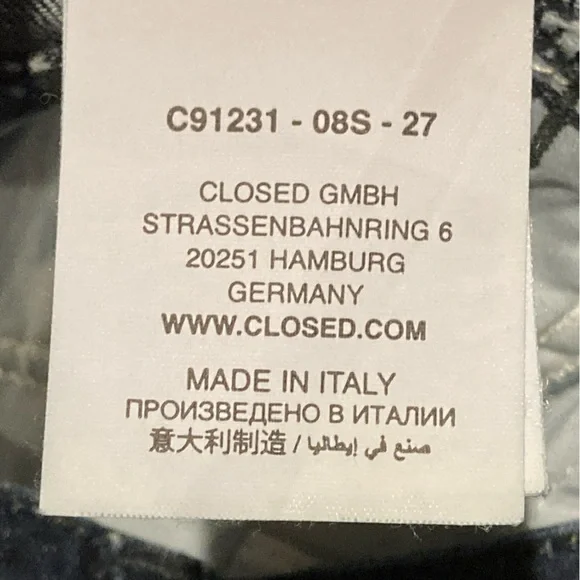 C91231 - 08S - 27
CLOSED GMBH
STRASSENBAHNRING 6
20251 HAMBURG
GERMANY
WWW.CLOSED.COM
MADE IN ITALY
ПРОИЗВЕДЕНО В ИТАЛИИ
意大利制造 / صنع في إيطاليا